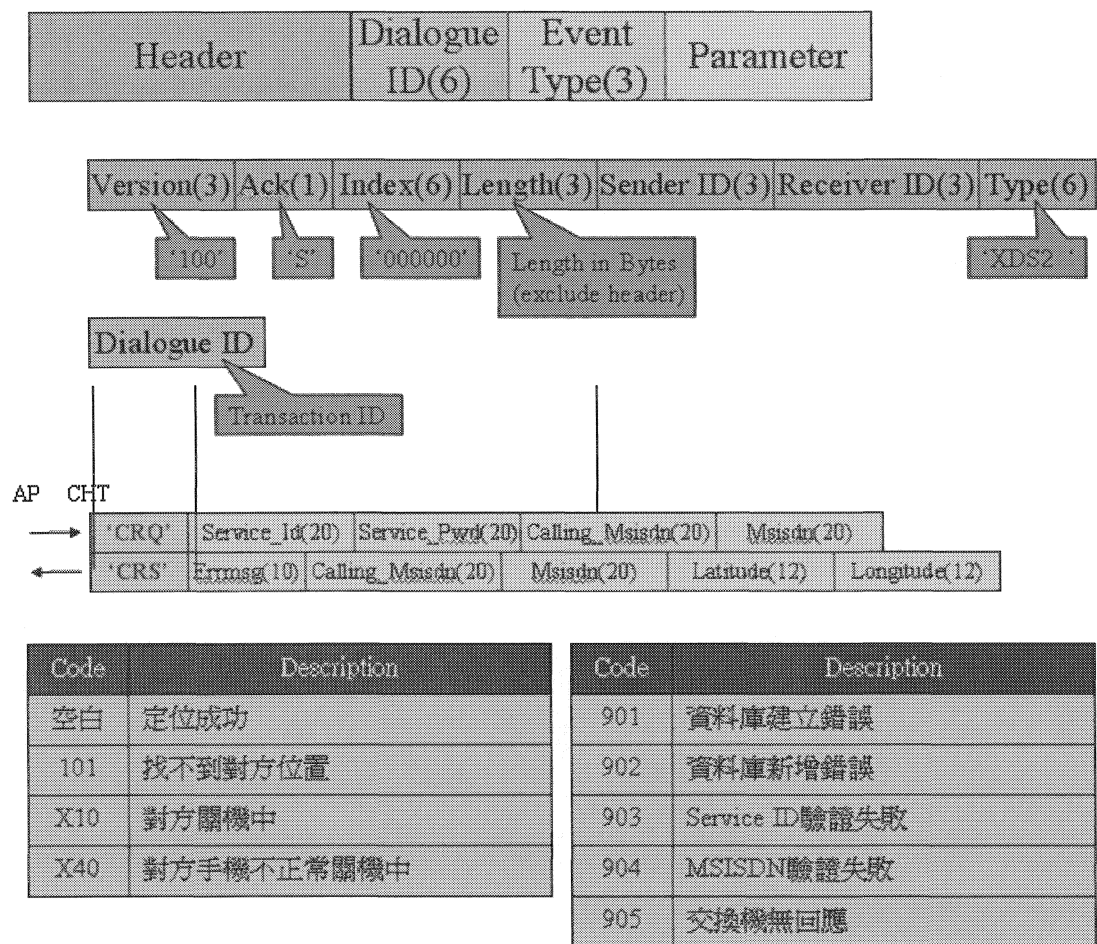 Header
Dialogue ID(6)
Event Type(3)
Parameter
Version(3) Ack(1) Index(6) Length(3) Sender ID(3) Receiver ID(3) Type(6)
'100'
'S'
'000000'
Length in Bytes
(exclude header)
'XDS2  '
Dialogue ID
Transaction ID
AP CHT
'CRQ' Service_Id(20) Service_Pwd(20) Calling_Msisdn(20) Msisdn(20)
'CRS' Errmsg(10) Calling_Msisdn(20) Msisdn(20) Latitude(12) Longitude(12)
Code Description
空白 定位成功
101 找不到對方位置
X10 對方關機中
X40 對方手機不正常關機中
Code Description
901 資料庫建立錯誤
902 資料庫新增錯誤
903 Service ID驗證失敗
904 MSISDN驗證失敗
905 交換機無回應